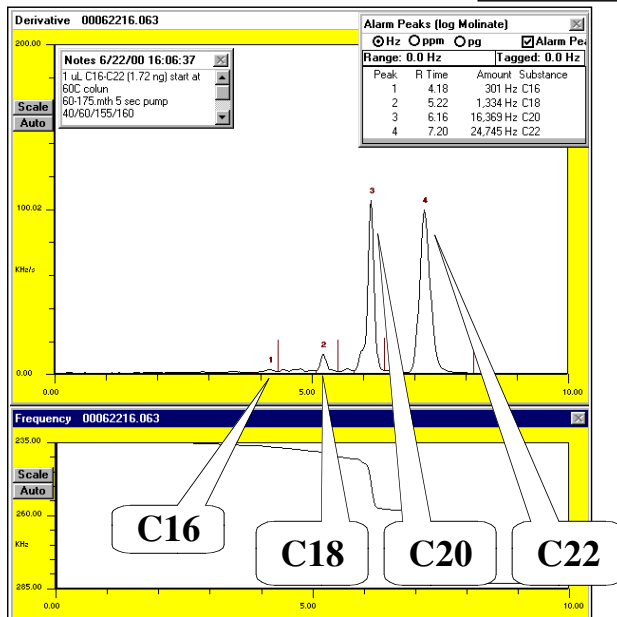 Derivative 00062216.063
200.00
Scale
Auto
100.02
KHz/s
0.00
0.00
5.00
10.00
Notes 6/22/00 16:06:37
1 uL C16-C22 (1.72 ng) start at
60C colun
60-175.mth 5 sec pump
40/60/155/160
Alarm Peaks (log Molinate)
Hz ppm pg Alarm Pea
Range: 0.0 Hz Tagged: 0.0 Hz
Peak R Time Amount Substance
1 4.18 301 Hz C16
2 5.22 1,334 Hz C18
3 6.16 16,369 Hz C20
4 7.20 24,745 Hz C22
1
2
3
4
Frequency 00062216.063
235.00
Scale
Auto
260.00
KHz
285.00
0.00
5.00
10.00
C16
C18
C20
C22